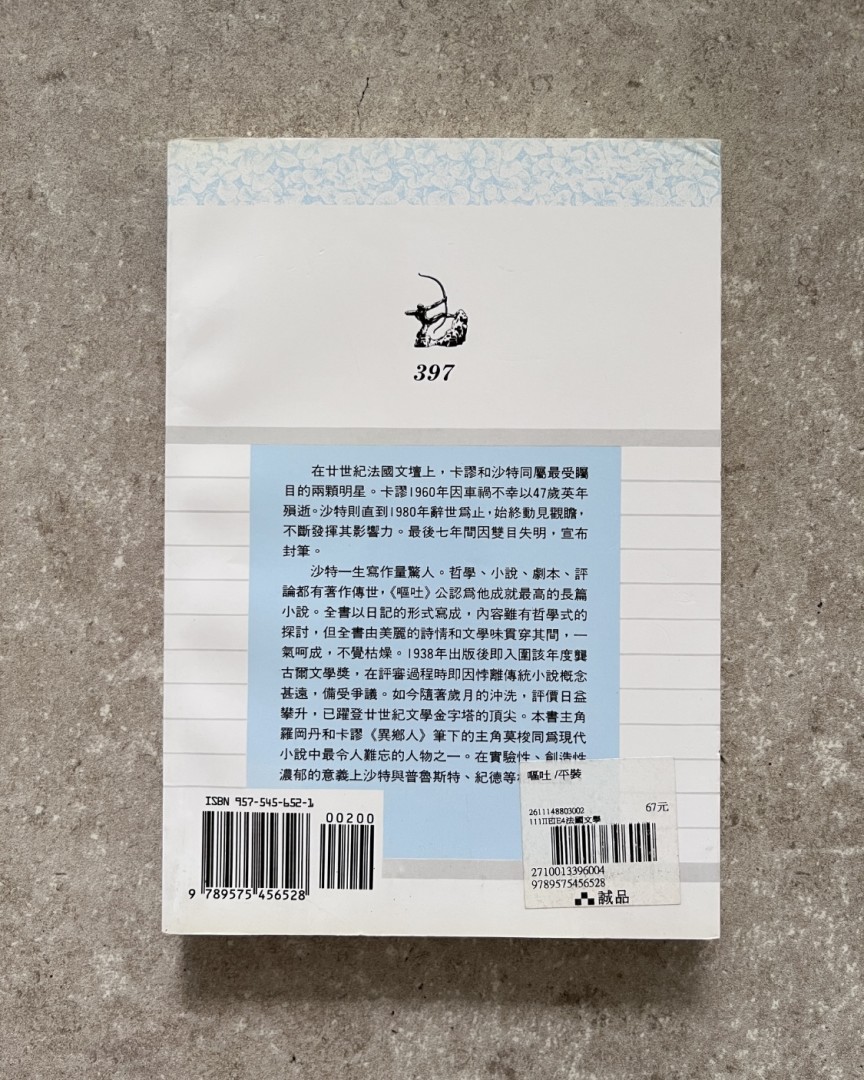 397
在廿世紀法國文壇上，卡謬和沙特同屬最受矚
目的兩顆明星。卡謬1960年因車禍不幸以47歲英年
殞逝。沙特則直到1980年辭世爲止，始終動見觀瞻，
不斷發揮其影響力。最後七年間因雙目失明，宣布
封筆。
沙特一生寫作量驚人。哲學、小說、劇本、評
論都有著作傳世，《嘔吐》公認爲他成就最高的長篇
小說。全書以日記的形式寫成，內容雖有哲學式的
探討，但全書由美麗的詩情和文學味貫穿其間，一
氣呵成，不覺枯燥。1938年出版後即入圍該年度龔
古爾文學獎，在評審過程時即因悖離傳統小說概念
甚遠，備受爭議。如今隨著歲月的沖洗，評價日益
攀升，已躍登廿世紀文學金字塔的頂尖。本書主角
羅岡丹和卡謬《異鄉人》筆下的主角莫梭同爲現代
小說中最令人難忘的人物之一。在實驗性、創造性
濃郁的意義上沙特與普魯斯特、紀德等
ISBN 957-545-652-1
00200
9 789575 456528
嘔吐 /平裝
2611148803002
67元
111II四E4法國文學
2710013396004
9789575456528
誠品